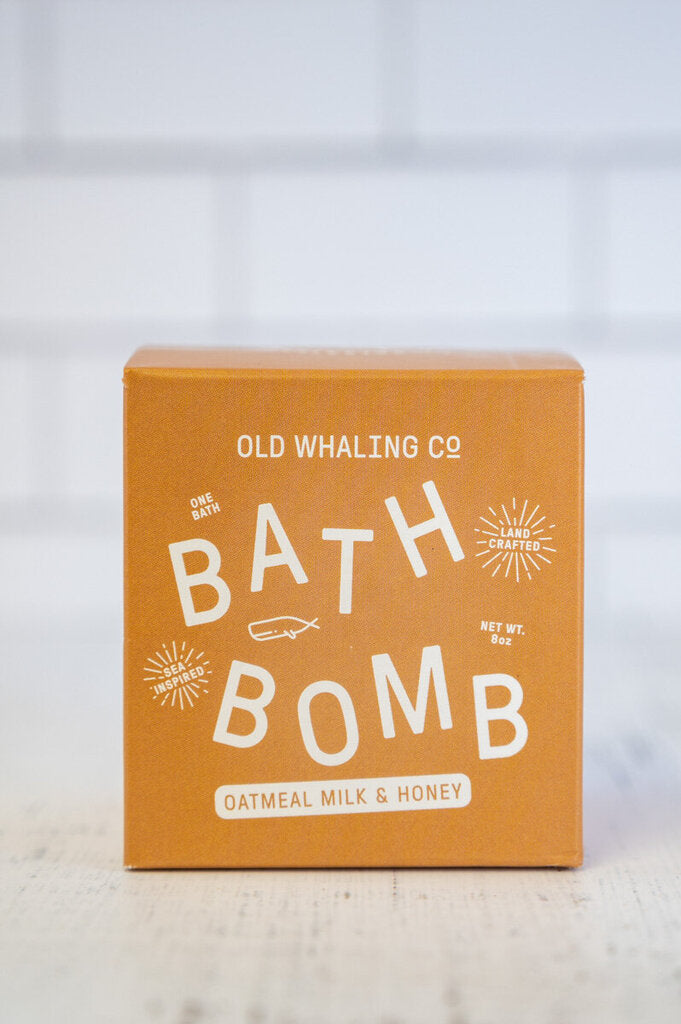 OLD WHALING Co
ONE
BATH
BATH
LAND
CRAFTED
NET WT.
8oz
SEA
INSPIRED
BOMB
OATMEAL MILK & HONEY